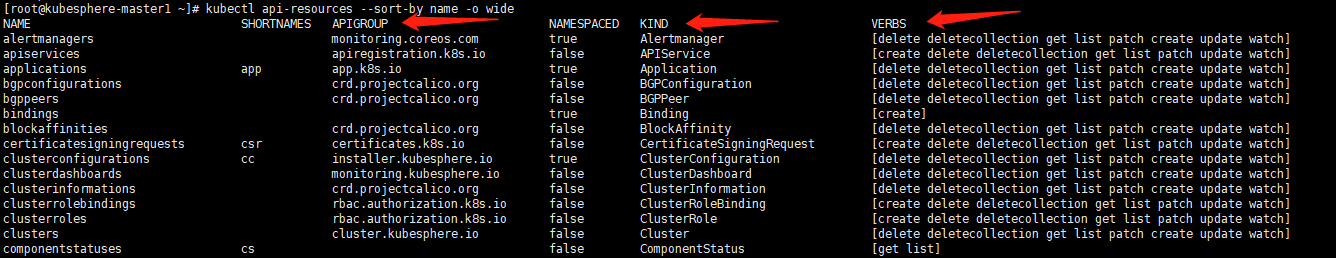 [root@kubesphere-master1 ~]# kubectl api-resources --sort-by name -o wide
NAME SHORTNAMES APIGROUP NAMESPACED KIND VERBS
alertmanagers monitoring.coreos.com true Alertmanager [delete deletecollection get list patch create update watch]
apiservices apiregistration.k8s.io false APIService [create delete deletecollection get list patch update watch]
applications app app.k8s.io true Application [delete deletecollection get list patch create update watch]
bgpconfigurations crd.projectcalico.org false BGPConfiguration [delete deletecollection get list patch create update watch]
bgppeers crd.projectcalico.org false BGPPeer [delete deletecollection get list patch create update watch]
bindings true Binding [create]
blockaffinities crd.projectcalico.org false BlockAffinity [delete deletecollection get list patch create update watch]
certificatesigningrequests csr certificates.k8s.io false CertificateSigningRequest [create delete deletecollection get list patch update watch]
clusterconfigurations cc installer.kubesphere.io true ClusterConfiguration [delete deletecollection get list patch create update watch]
clusterdashboards monitoring.kubesphere.io false ClusterDashboard [delete deletecollection get list patch create update watch]
clusterinformations crd.projectcalico.org false ClusterInformation [delete deletecollection get list patch create update watch]
clusterrolebindings rbac.authorization.k8s.io false ClusterRoleBinding [create delete deletecollection get list patch update watch]
clusterroles rbac.authorization.k8s.io false ClusterRole [create delete deletecollection get list patch update watch]
clusters cluster.kubesphere.io false Cluster [delete deletecollection get list patch create update watch]
componentstatuses cs false ComponentStatus [get list]